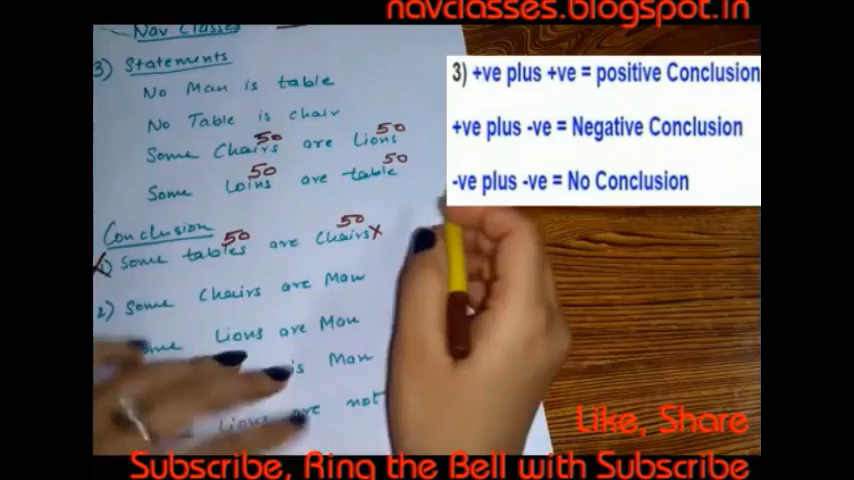 navclasses.blogspot.in
Nav Classes
3) Statements
No Man is table
No Table is chair
Some Chairs are Lions
50 50
Some Loins are table
50 50
3) +ve plus +ve = positive Conclusion
+ve plus -ve = Negative Conclusion
-ve plus -ve = No Conclusion
Conclusion
1) Some tables are Chairs x
50 50
2) Some Chairs are Man
Lions are Man
is Man
Lions are not
Like, Share
Subscribe, Ring the Bell with Subscribe